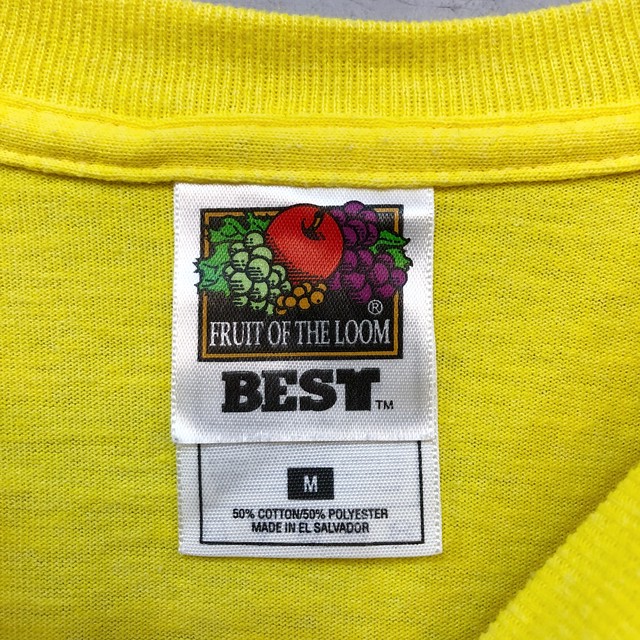 ®
FRUIT OF THE LOOM
BEST™
M
50% COTTON/50% POLYESTER
MADE IN EL SALVADOR